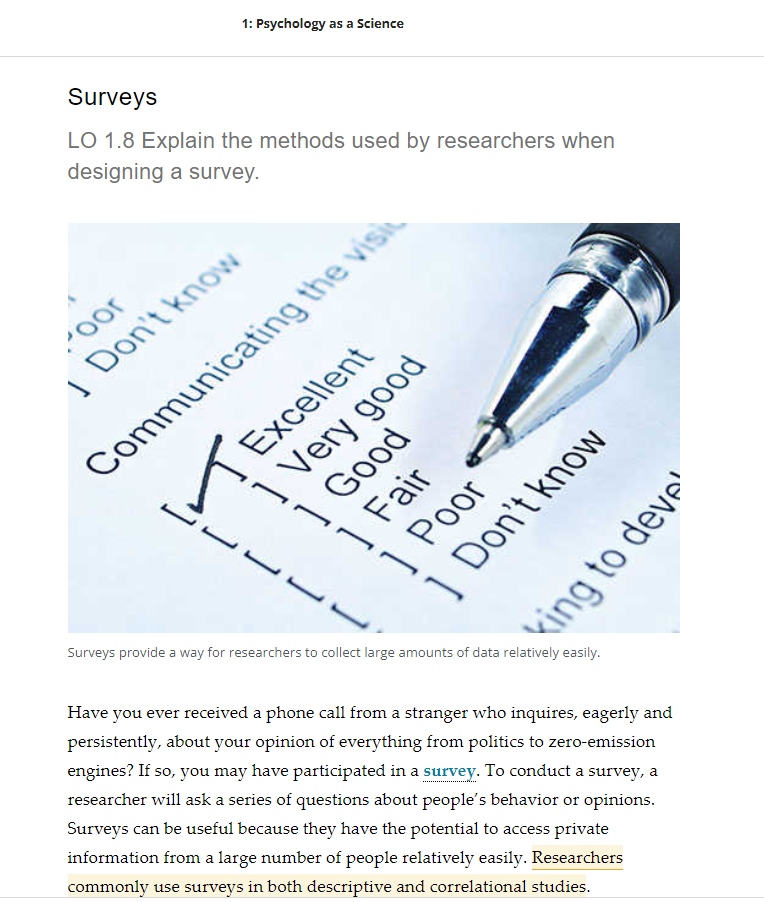 1: Psychology as a Science
Surveys
LO 1.8 Explain the methods used by researchers when
designing a survey.
Don't know
Communicating the
[✓] Excellent
[ ] Very good
[ ] Good
[ ] Fair
[ ] Poor
[ ] Don't know
to
Surveys provide a way for researchers to collect large amounts of data relatively easily.
Have you ever received a phone call from a stranger who inquires, eagerly and
persistently, about your opinion of everything from politics to zero-emission
engines? If so, you may have participated in a survey. To conduct a survey, a
researcher will ask a series of questions about people's behavior or opinions.
Surveys can be useful because they have the potential to access private
information from a large number of people relatively easily. Researchers
commonly use surveys in both descriptive and correlational studies.